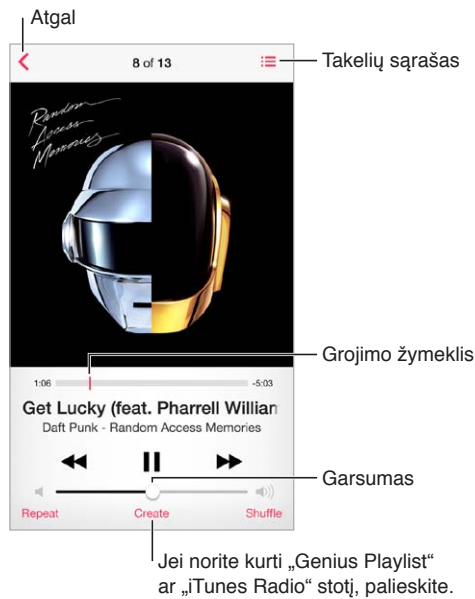 Atgal
8 of 13
Takelių sąrašas
Random
Access
Memories
Grojimo žymeklis
1:06
-5:03
Get Lucky (feat. Pharrell Willian
Daft Punk - Random Access Memories
Garsumas
Repeat
Create
Shuffle
Jei norite kurti „Genius Playlist“
ar „iTunes Radio“ stotį, palieskite.